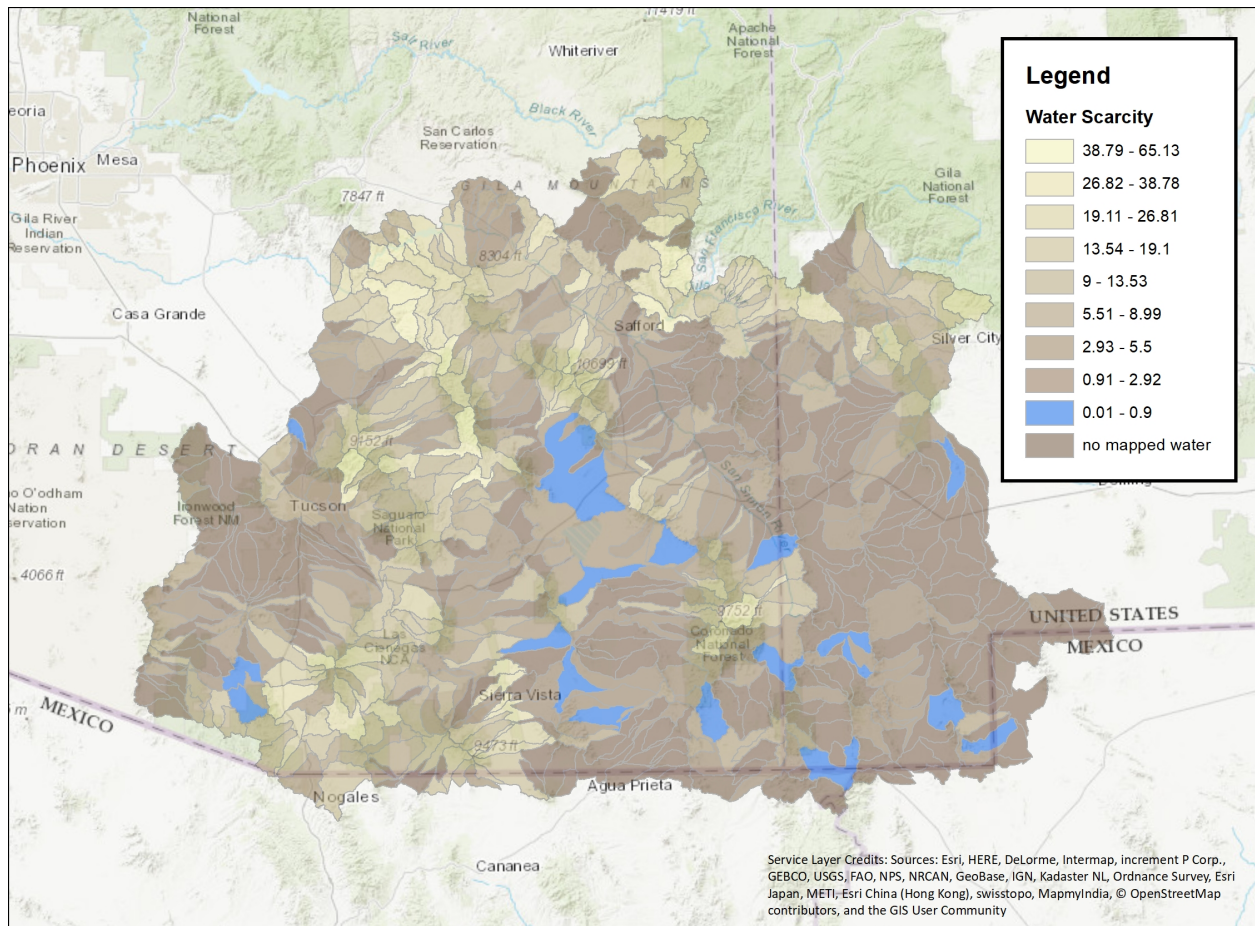 National
Forest
11419 ft
Apache
National
Forest
Salt River
Whiteriver
Legend
Water Scarcity
38.79 - 65.13
26.82 - 38.78
19.11 - 26.81
13.54 - 19.1
9 - 13.53
5.51 - 8.99
2.93 - 5.5
0.91 - 2.92
0.01 - 0.9
no mapped water
eoria
Black River
San Carlos
Reservation
Phoenix
Mesa
Gila
National
Forest
7847 ft
GILA MOUNTAINS
Gila River
Indian
Reservation
San Francisco River
8304 ft
Gila River
Casa Grande
Safford
Silver City
10699 ft
9152 ft
ORAN DESERT
San Simon River
Tucson
Ironwood
Forest NM
Saguaro
National
Park
o O'odham
Nation
servation
4066 ft
9752 ft
UNITED STATES
MEXICO
Las
Cienegas
NCA
Coronado
National
Forest
Sierra Vista
m
MEXICO
9473 ft
Nogales
Agua Prieta
Cananea
Service Layer Credits: Sources: Esri, HERE, DeLorme, Intermap, increment P Corp.,
GEBCO, USGS, FAO, NPS, NRCAN, GeoBase, IGN, Kadaster NL, Ordnance Survey, Esri
Japan, METI, Esri China (Hong Kong), swisstopo, MapmyIndia, © OpenStreetMap
contributors, and the GIS User Community